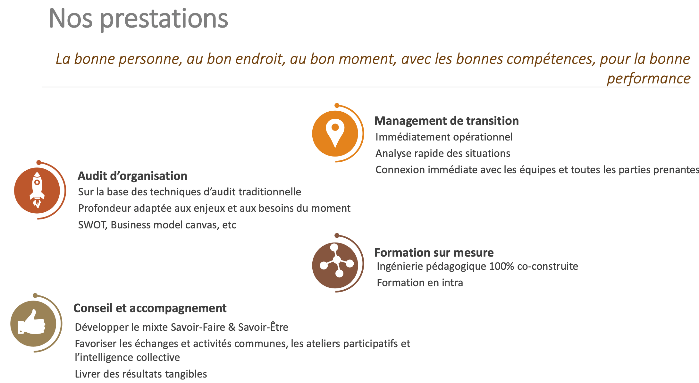 Nos prestations
La bonne personne, au bon endroit, au bon moment, avec les bonnes compétences, pour la bonne
performance
Management de transition
Immédiatement opérationnel
Analyse rapide des situations
Connexion immédiate avec les équipes et toutes les parties prenantes
Audit d’organisation
Sur la base des techniques d’audit traditionnelle
Profondeur adaptée aux enjeux et aux besoins du moment
SWOT, Business model canvas, etc
Formation sur mesure
Ingénierie pédagogique 100% co-construite
Formation en intra
Conseil et accompagnement
Développer le mixte Savoir-Faire & Savoir-Être
Favoriser les échanges et activités communes, les ateliers participatifs et
l’intelligence collective
Livrer des résultats tangibles